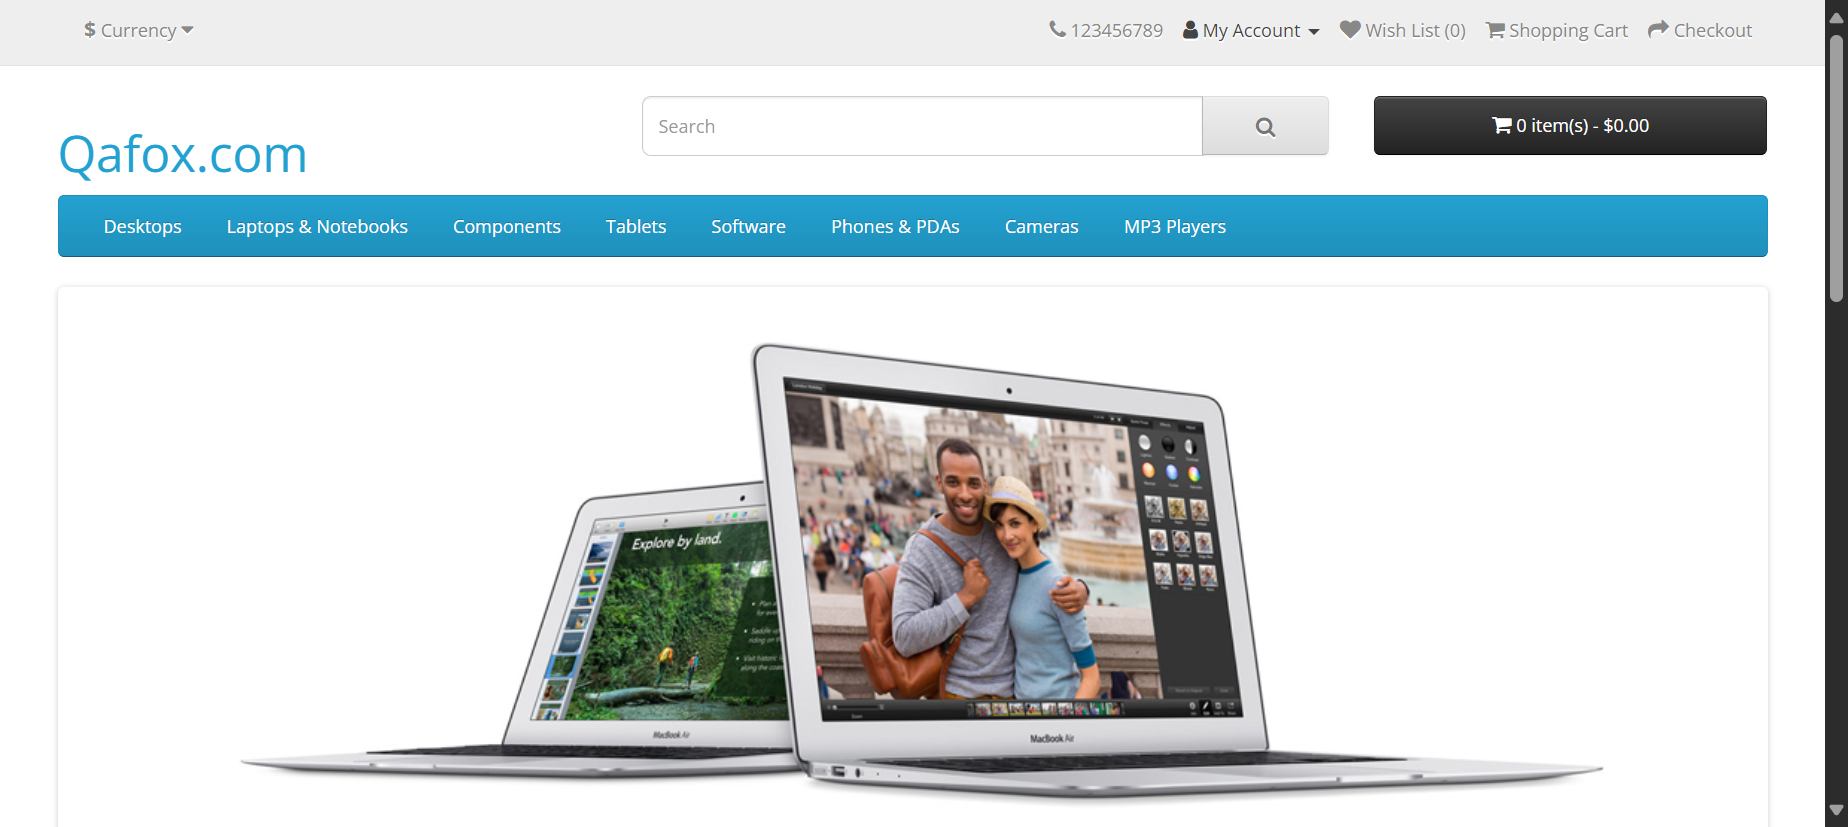 $ Currency
123456789 My Account Wish List (0) Shopping Cart Checkout
Search
0 item(s) - $0.00
Qafox.com
Desktops Laptops & Notebooks Components Tablets Software Phones & PDAs Cameras MP3 Players
Explore by land.
MacBook Air
MacBook Air